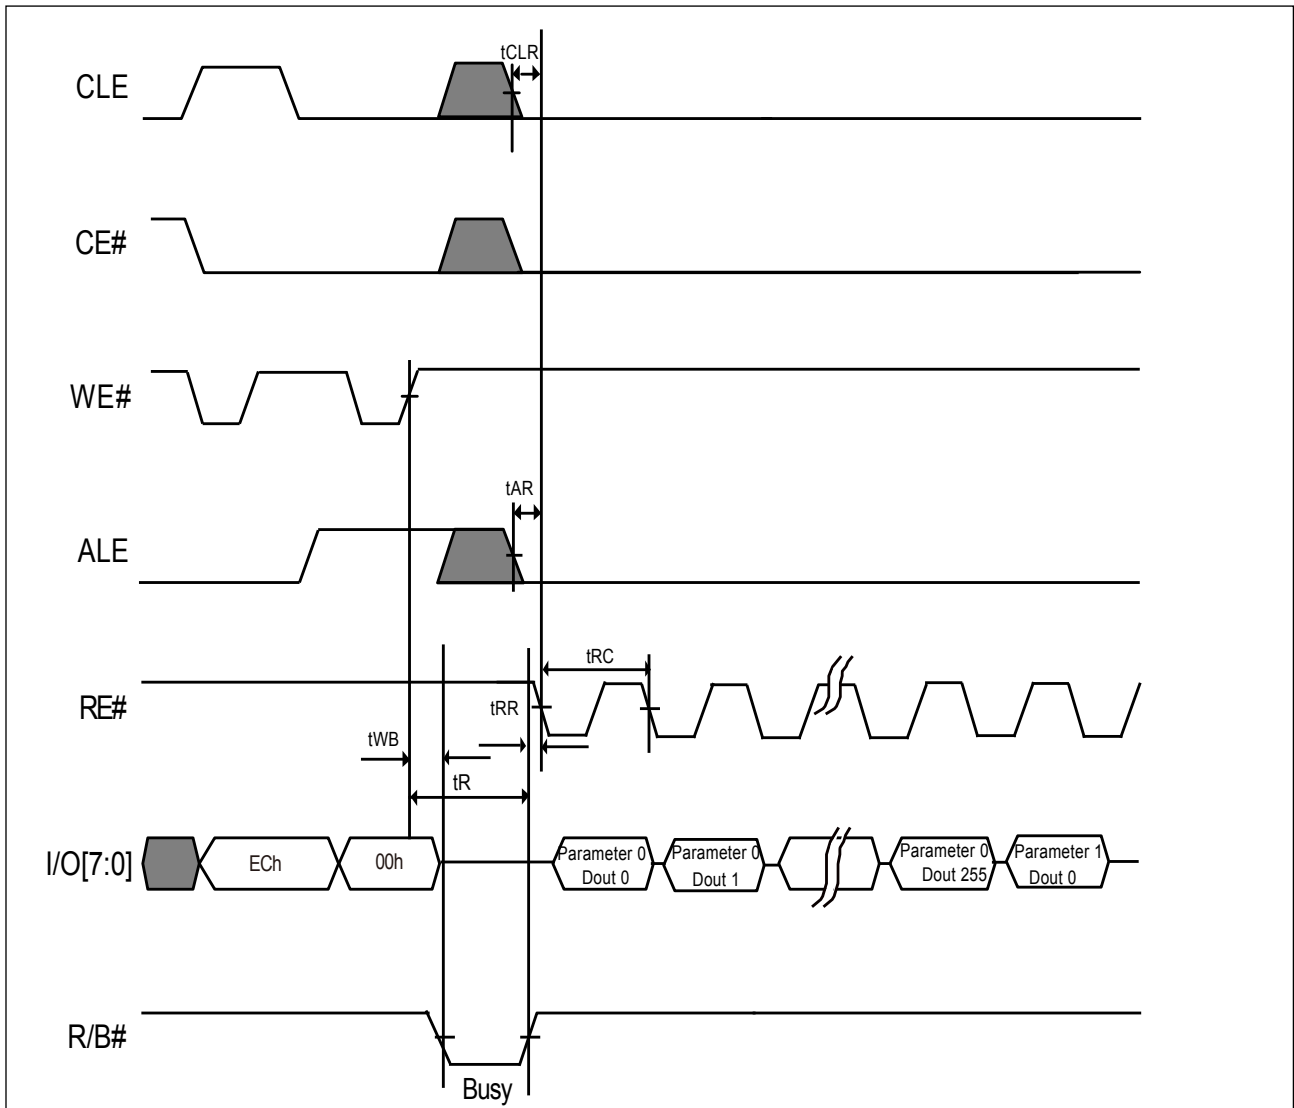 tCLR
CLE
CE#
WE#
tAR
ALE
tRC
RE#
tRR
tWB
tR
I/O[7:0]
ECh
00h
Parameter 0
Dout 0
Parameter 0
Dout 1
Parameter 0
Dout 255
Parameter 1
Dout 0
R/B#
Busy